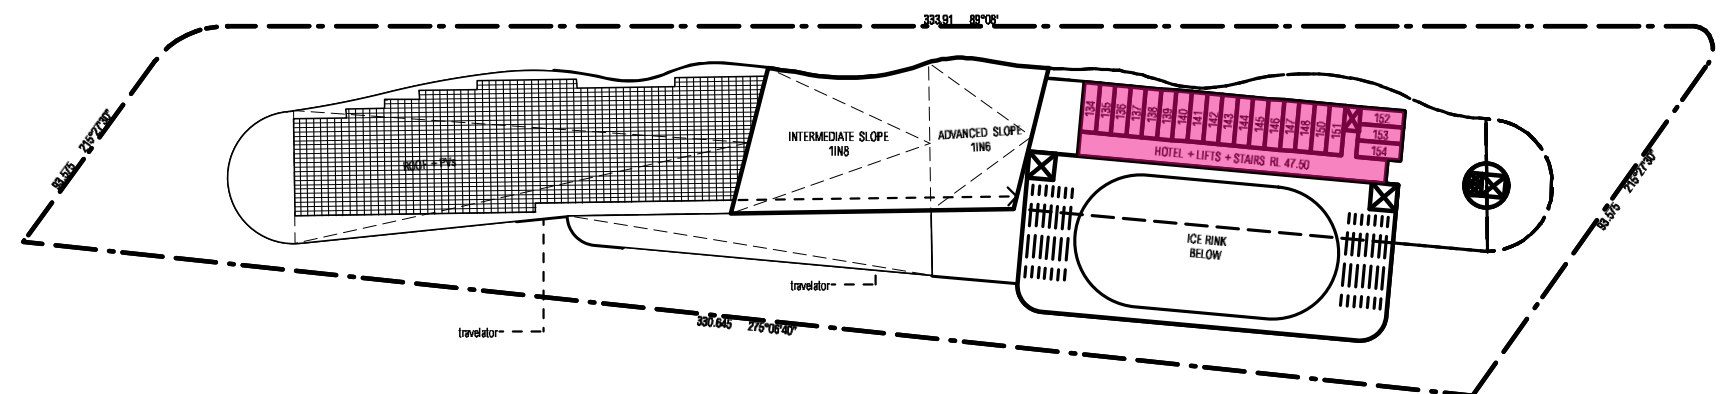 333.91 89°08'
93.575 215°27'30"
ROOF + PVs
INTERMEDIATE SLOPE
1IN8
ADVANCED SLOPE
1IN6
134
135
136
137
138
139
140
141
142
143
144
145
146
147
148
150
151
152
153
154
HOTEL + LIFTS + STAIRS RL 47.50
ICE RINK
BELOW
93.575 215°27'30"
travelator
travelator
330.645 275°06'40"